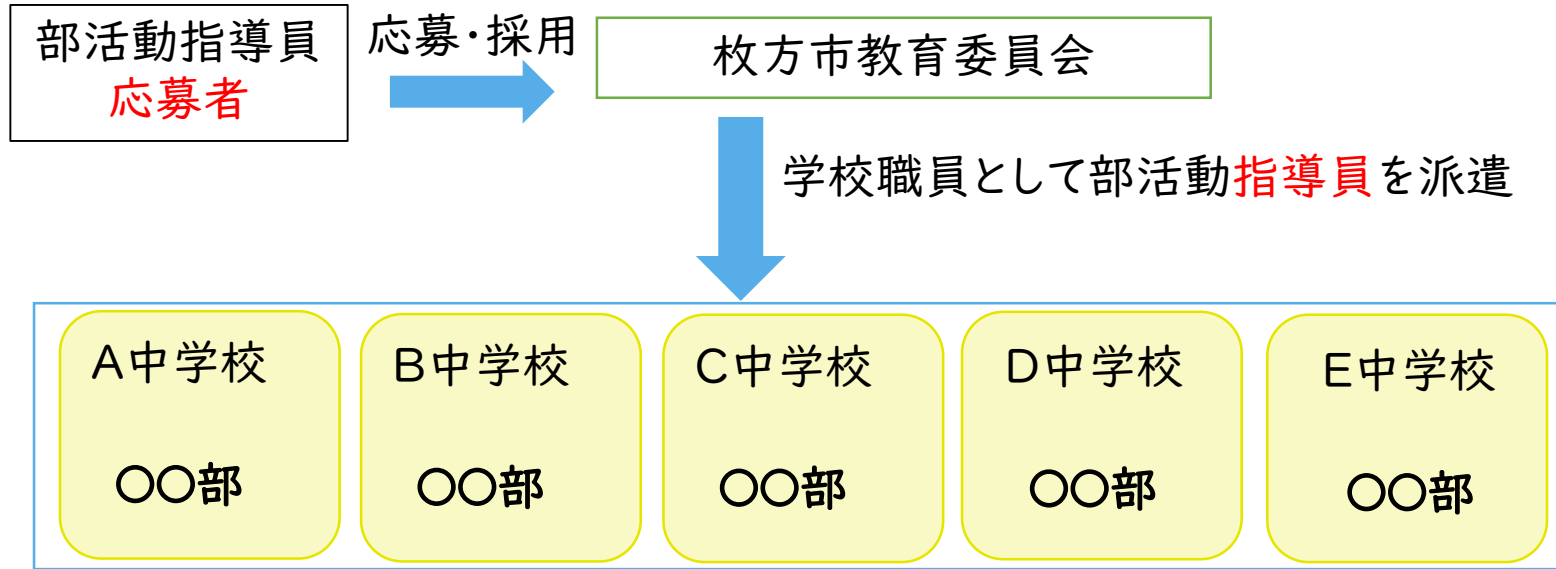 部活動指導員
応募者
応募・採用
枚方市教育委員会
学校職員として部活動指導員を派遣
A中学校
〇〇部
B中学校
〇〇部
C中学校
〇〇部
D中学校
〇〇部
E中学校
〇〇部